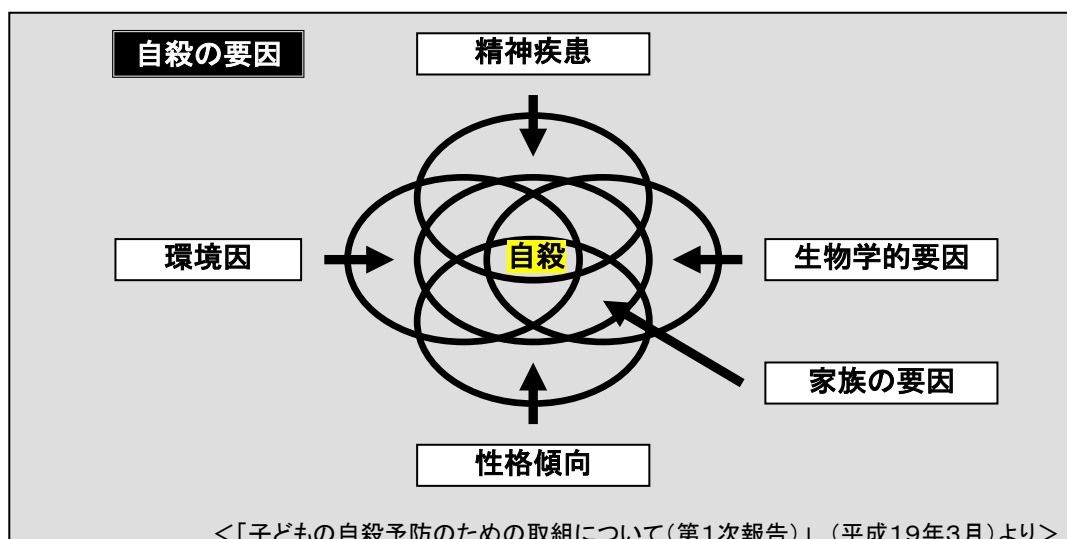 自殺の要因
精神疾患
環境因
自殺
生物学的要因
家族の要因
性格傾向
＜「子どもの自殺予防のための取組について(第1次報告)」（平成19年3月)より＞